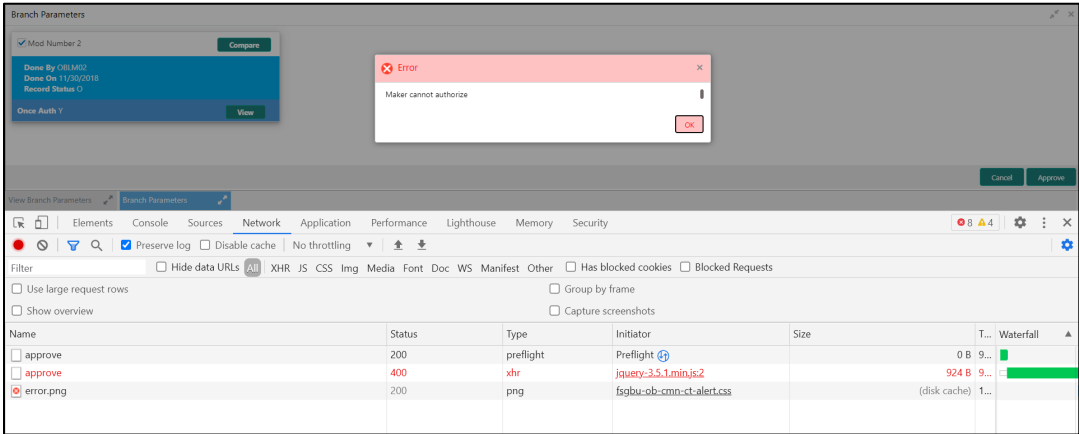 Branch Parameters
Mod Number 2 Compare
Done By OBLM02
Done On 11/30/2018
Record Status O
Once Auth Y View
Error
Maker cannot authorize
OK
Cancel Approve
View Branch Parameters Branch Parameters
Elements Console Sources Network Application Performance Lighthouse Memory Security 8 4
Preserve log Disable cache No throttling
Filter Hide data URLs All XHR JS CSS Img Media Font Doc WS Manifest Other Has blocked cookies Blocked Requests
Use large request rows Group by frame
Show overview Capture screenshots
Name Status Type Initiator Size T... Waterfall
approve 200 preflight Preflight 0 B 9...
approve 400 xhr jquery-3.5.1.min.js:2 924 B 9...
error.png 200 png fsgbu-ob-cmn-ct-alert.css (disk cache) 1...